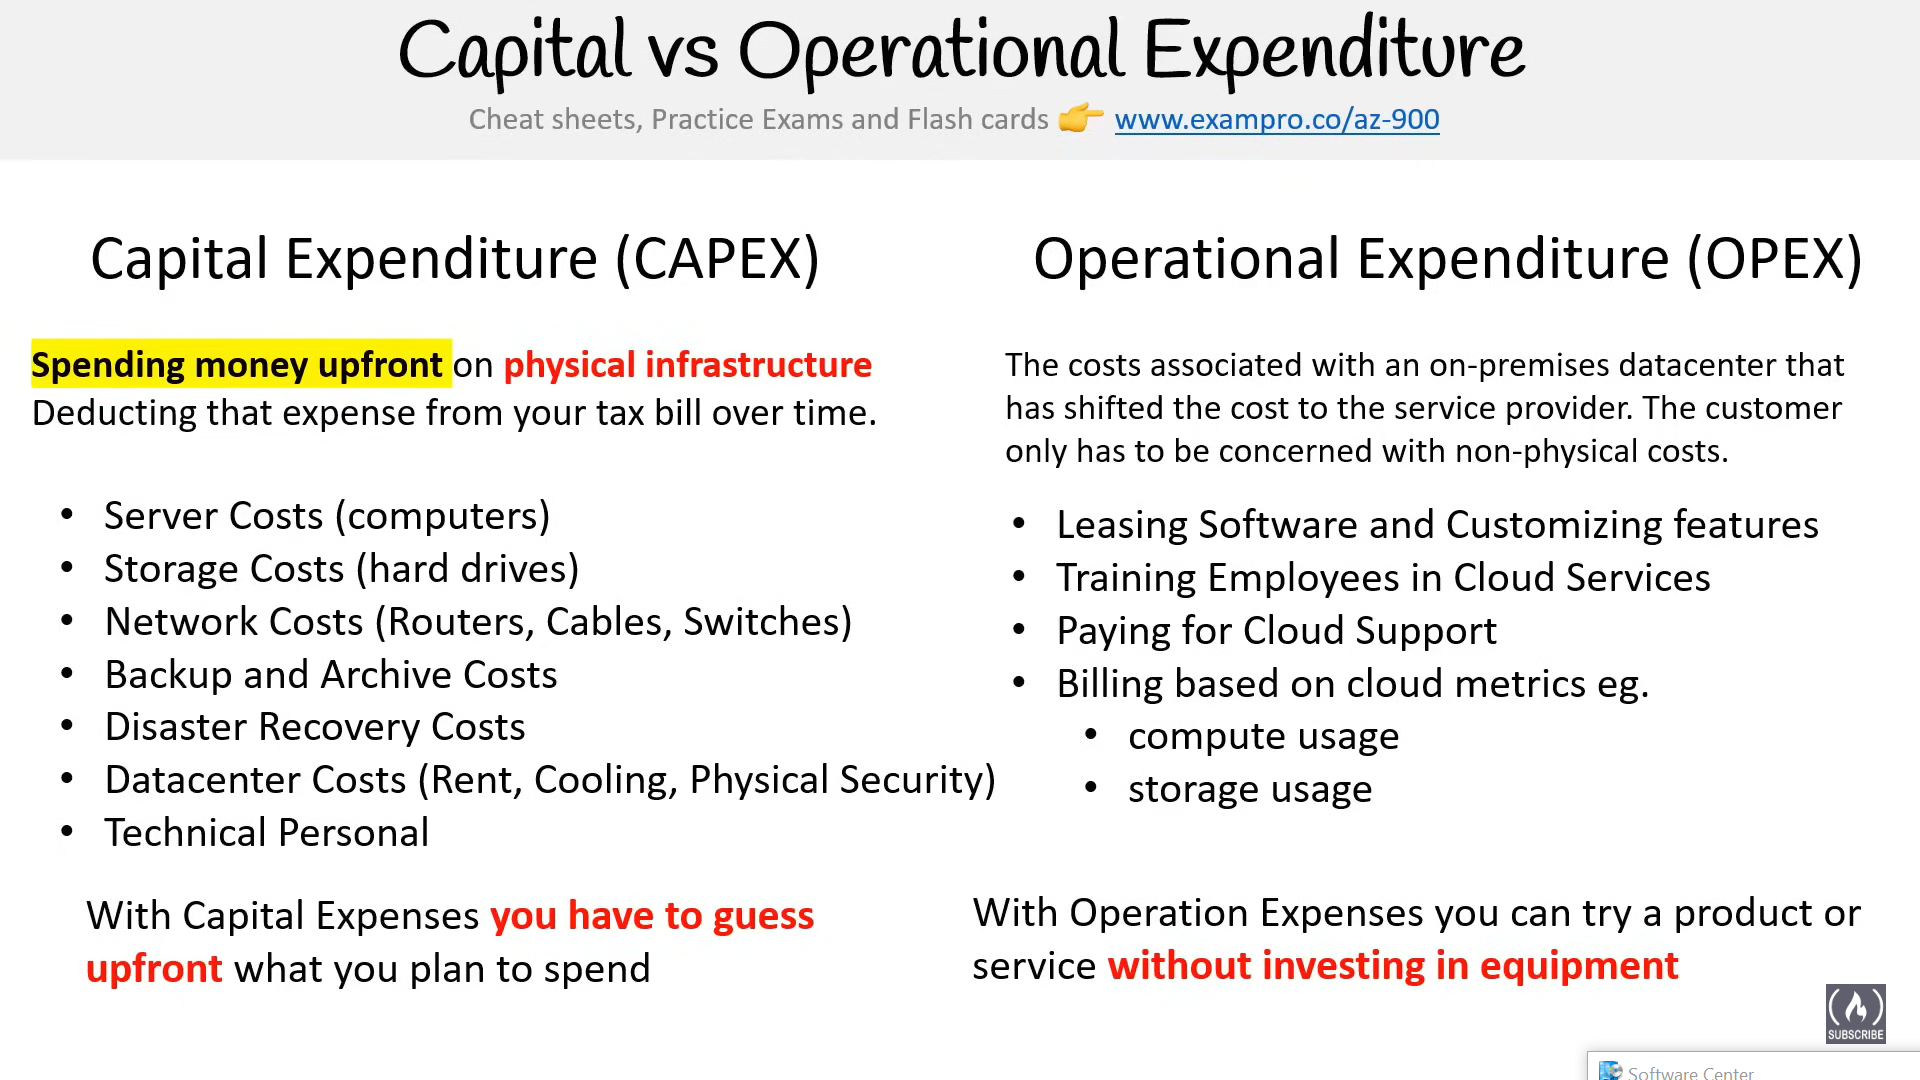 Capital vs Operational Expenditure
Cheat sheets, Practice Exams and Flash cards 👉 www.exampro.co/az-900
Capital Expenditure (CAPEX)
Spending money upfront on physical infrastructure
Deducting that expense from your tax bill over time.
• Server Costs (computers)
• Storage Costs (hard drives)
• Network Costs (Routers, Cables, Switches)
• Backup and Archive Costs
• Disaster Recovery Costs
• Datacenter Costs (Rent, Cooling, Physical Security)
• Technical Personal
With Capital Expenses you have to guess
upfront what you plan to spend
Operational Expenditure (OPEX)
The costs associated with an on-premises datacenter that
has shifted the cost to the service provider. The customer
only has to be concerned with non-physical costs.
• Leasing Software and Customizing features
• Training Employees in Cloud Services
• Paying for Cloud Support
• Billing based on cloud metrics eg.
• compute usage
• storage usage
With Operation Expenses you can try a product or
service without investing in equipment
SUBSCRIBE
Software Center